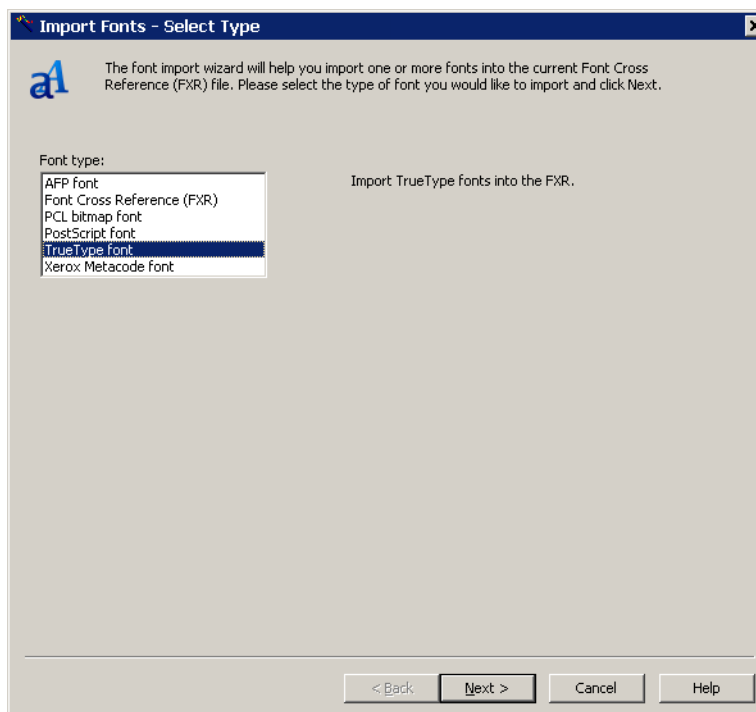 Import Fonts - Select Type
The font import wizard will help you import one or more fonts into the current Font Cross
Reference (FXR) file. Please select the type of font you would like to import and click Next.
Font type:
AFP font
Import TrueType fonts into the FXR.
Font Cross Reference (FXR)
PCL bitmap font
PostScript font
TrueType font
Xerox Metacode font
< Back
Next >
Cancel
Help